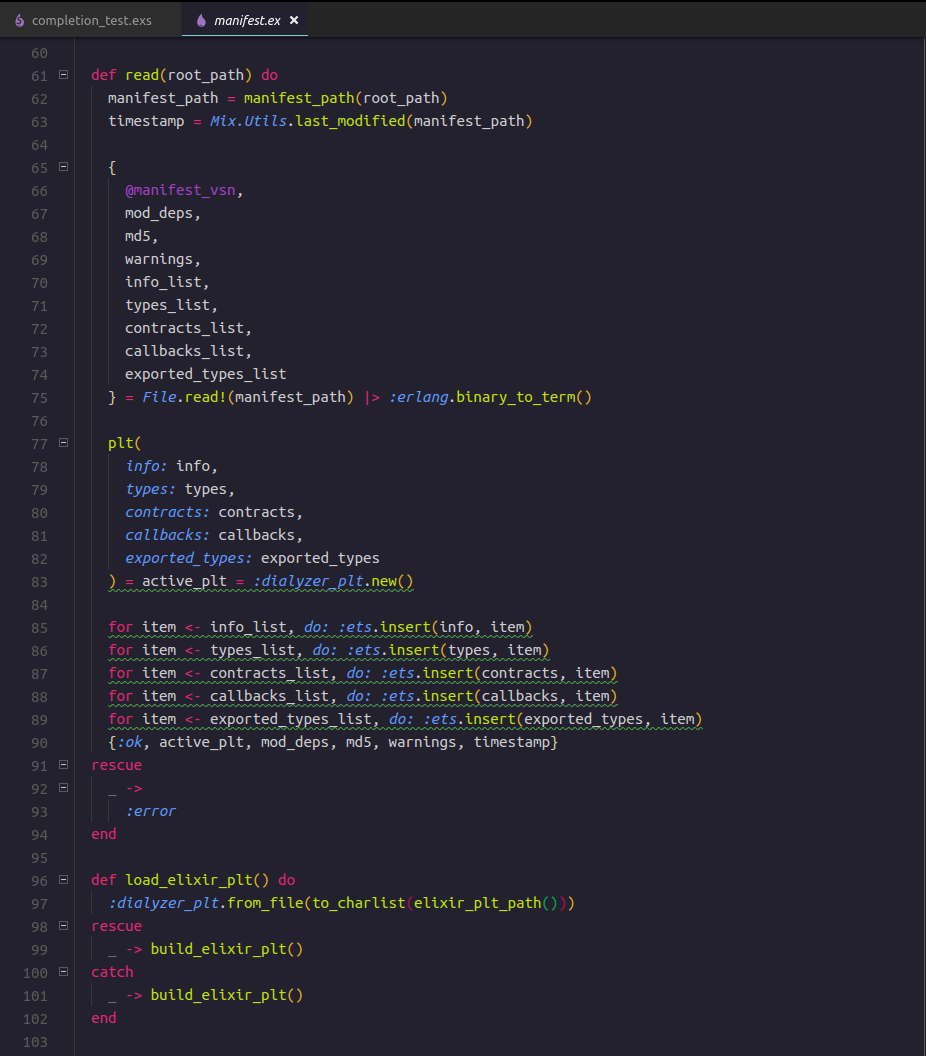 completion_test.exs manifest.ex ×
60
61 def read(root_path) do
62 manifest_path = manifest_path(root_path)
63 timestamp = Mix.Utils.last_modified(manifest_path)
64
65 {
66 @manifest_vsn,
67 mod_deps,
68 md5,
69 warnings,
70 info_list,
71 types_list,
72 contracts_list,
73 callbacks_list,
74 exported_types_list
75 } = File.read!(manifest_path) |> :erlang.binary_to_term()
76
77 plt(
78 info: info,
79 types: types,
80 contracts: contracts,
81 callbacks: callbacks,
82 exported_types: exported_types
83 ) = active_plt = :dialyzer_plt.new()
84
85 for item <- info_list, do: :ets.insert(info, item)
86 for item <- types_list, do: :ets.insert(types, item)
87 for item <- contracts_list, do: :ets.insert(contracts, item)
88 for item <- callbacks_list, do: :ets.insert(callbacks, item)
89 for item <- exported_types_list, do: :ets.insert(exported_types, item)
90 {:ok, active_plt, mod_deps, md5, warnings, timestamp}
91 rescue
92 _ ->
93 :error
94 end
95
96 def load_elixir_plt() do
97 :dialyzer_plt.from_file(to_charlist(elixir_plt_path()))
98 rescue
99 _ -> build_elixir_plt()
100 catch
101 _ -> build_elixir_plt()
102 end
103